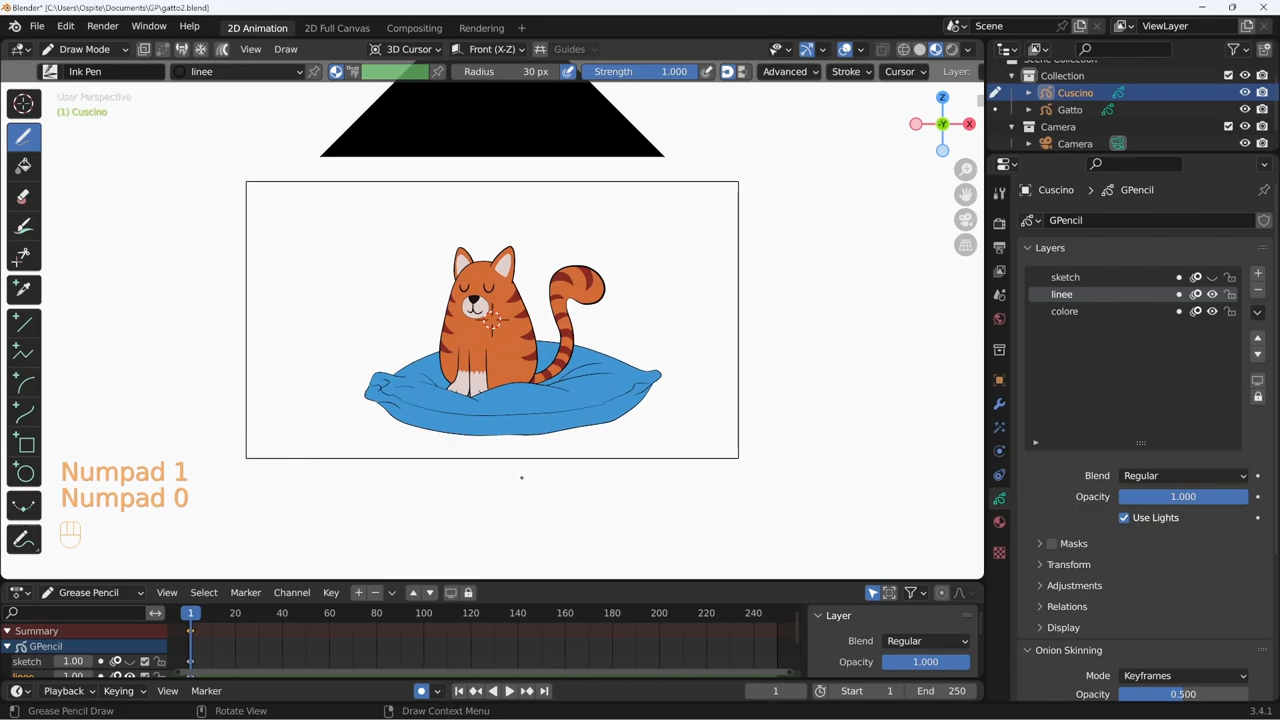 Blender* [C:\Users\Ospite\Documents\GP\gatto2.blend]
File Edit Render Window Help 2D Animation 2D Full Canvas Compositing Rendering + Scene ViewLayer
Draw Mode View Draw 3D Cursor Front (X-Z) Guides
Ink Pen linee Radius 30 px Strength 1.000 Advanced Stroke Cursor Layer:
User Perspective
(1) Cuscino
Z
-Y
X
Numpad 1
Numpad 0
Collection
Cuscino
Gatto
Camera
Camera
Cuscino GPencil
GPencil
Layers
sketch
linee
colore
Blend Regular
Opacity 1.000
Use Lights
Masks
Transform
Adjustments
Relations
Display
Onion Skinning
Mode Keyframes
Opacity 0.500
Grease Pencil View Select Marker Channel Key
1 20 40 60 80 100 120 140 160 180 200 220 240
Summary
GPencil
sketch 1.00
Layer
Blend Regular
Opacity 1.000
Playback Keying View Marker 1 Start 1 End 250
Grease Pencil Draw Rotate View Draw Context Menu 3.4.1